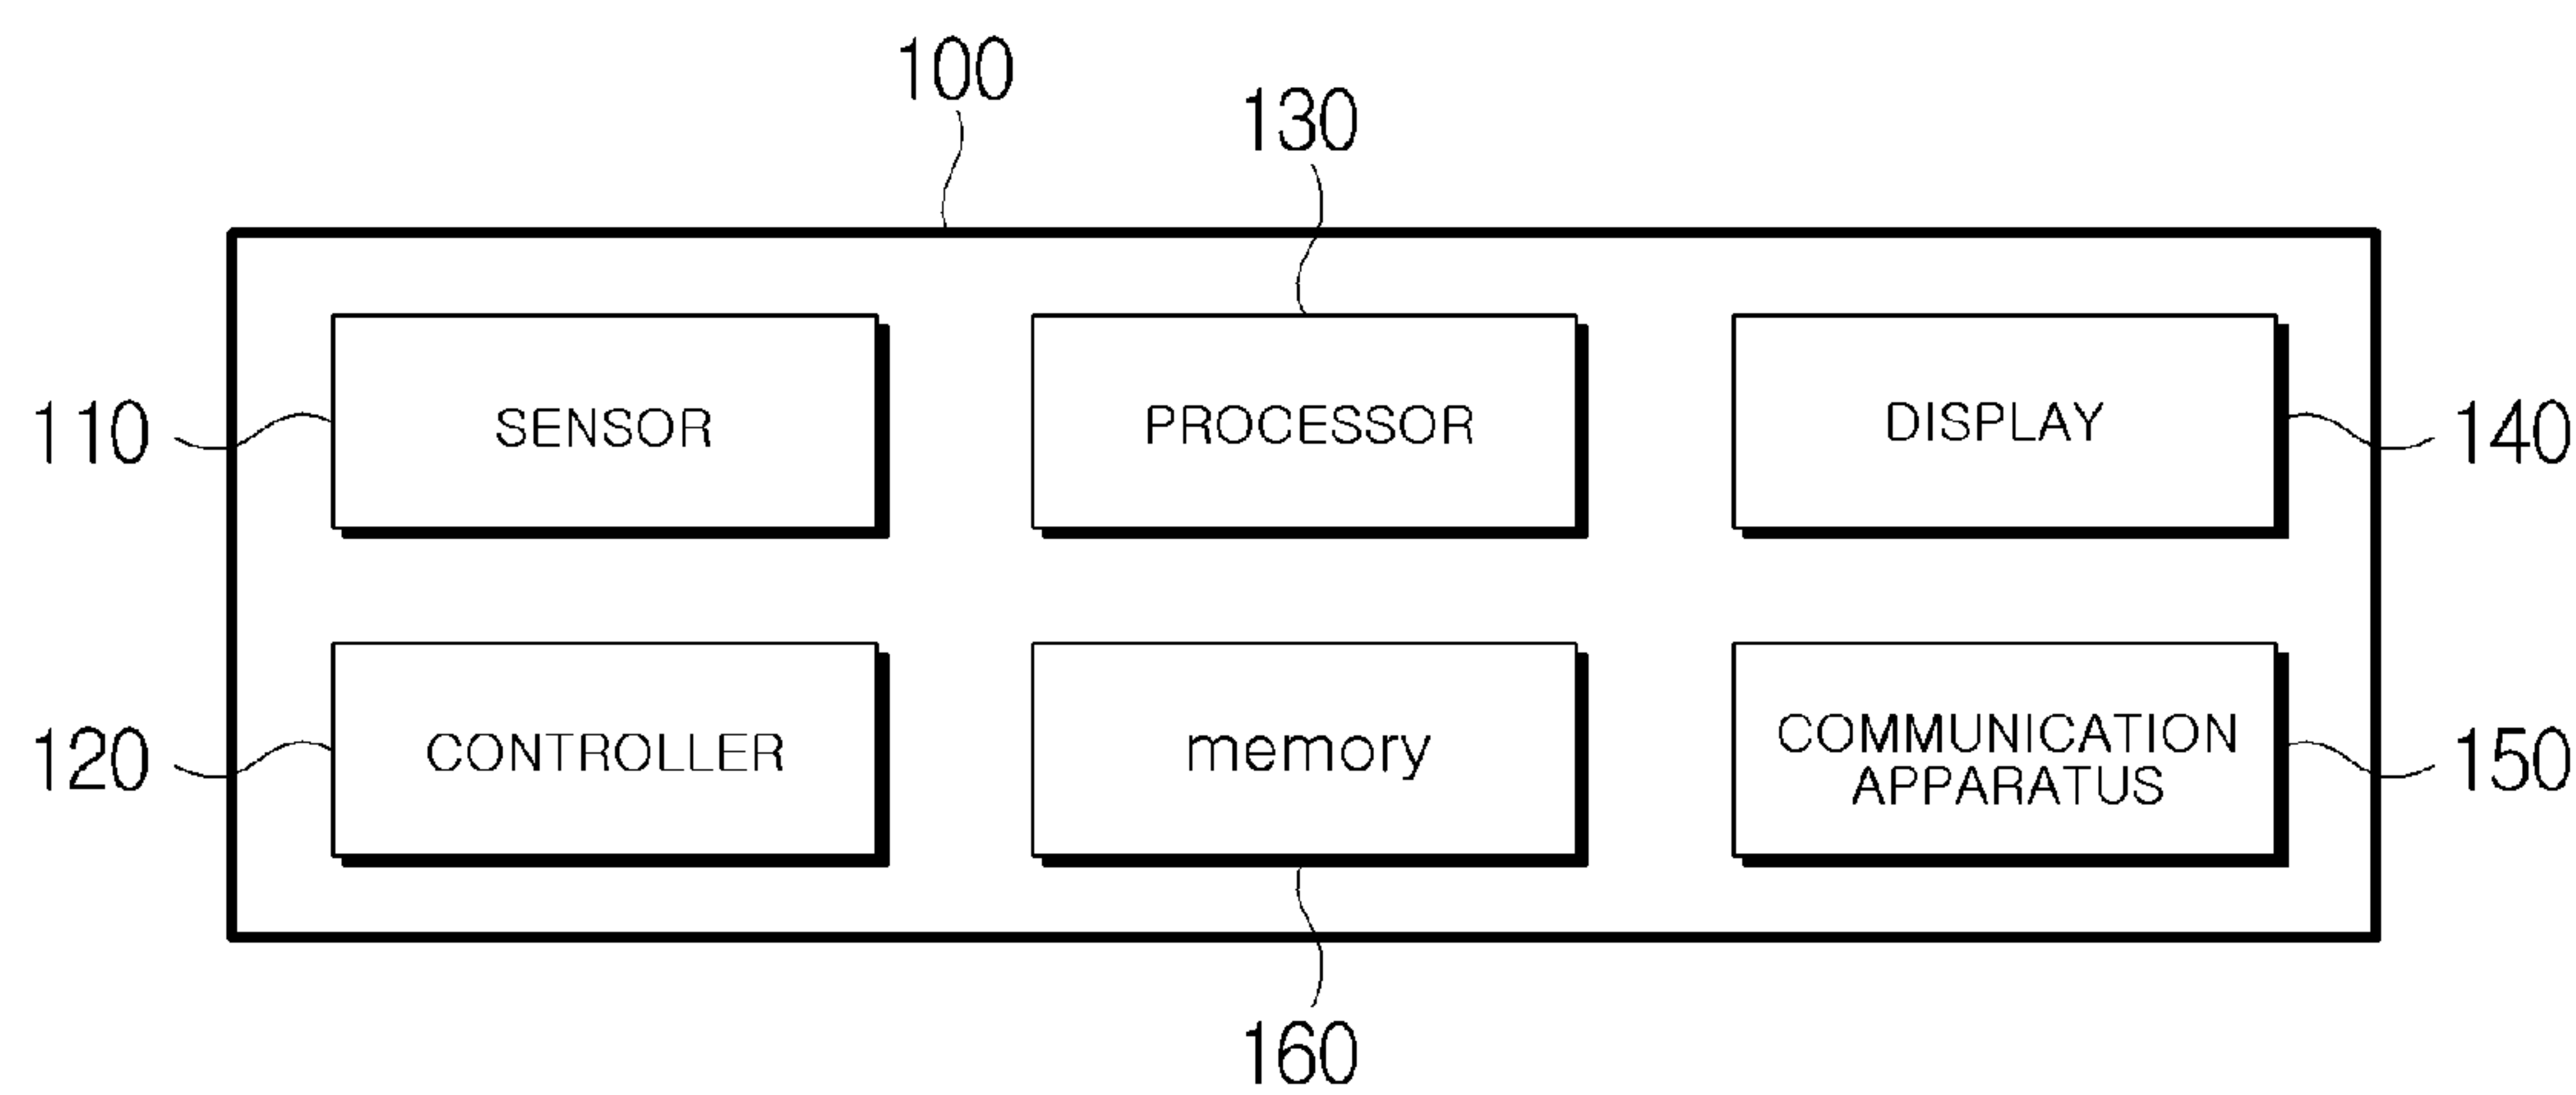 100
130
110
SENSOR
PROCESSOR
DISPLAY
140
120
CONTROLLER
memory
COMMUNICATION
APPARATUS
150
160